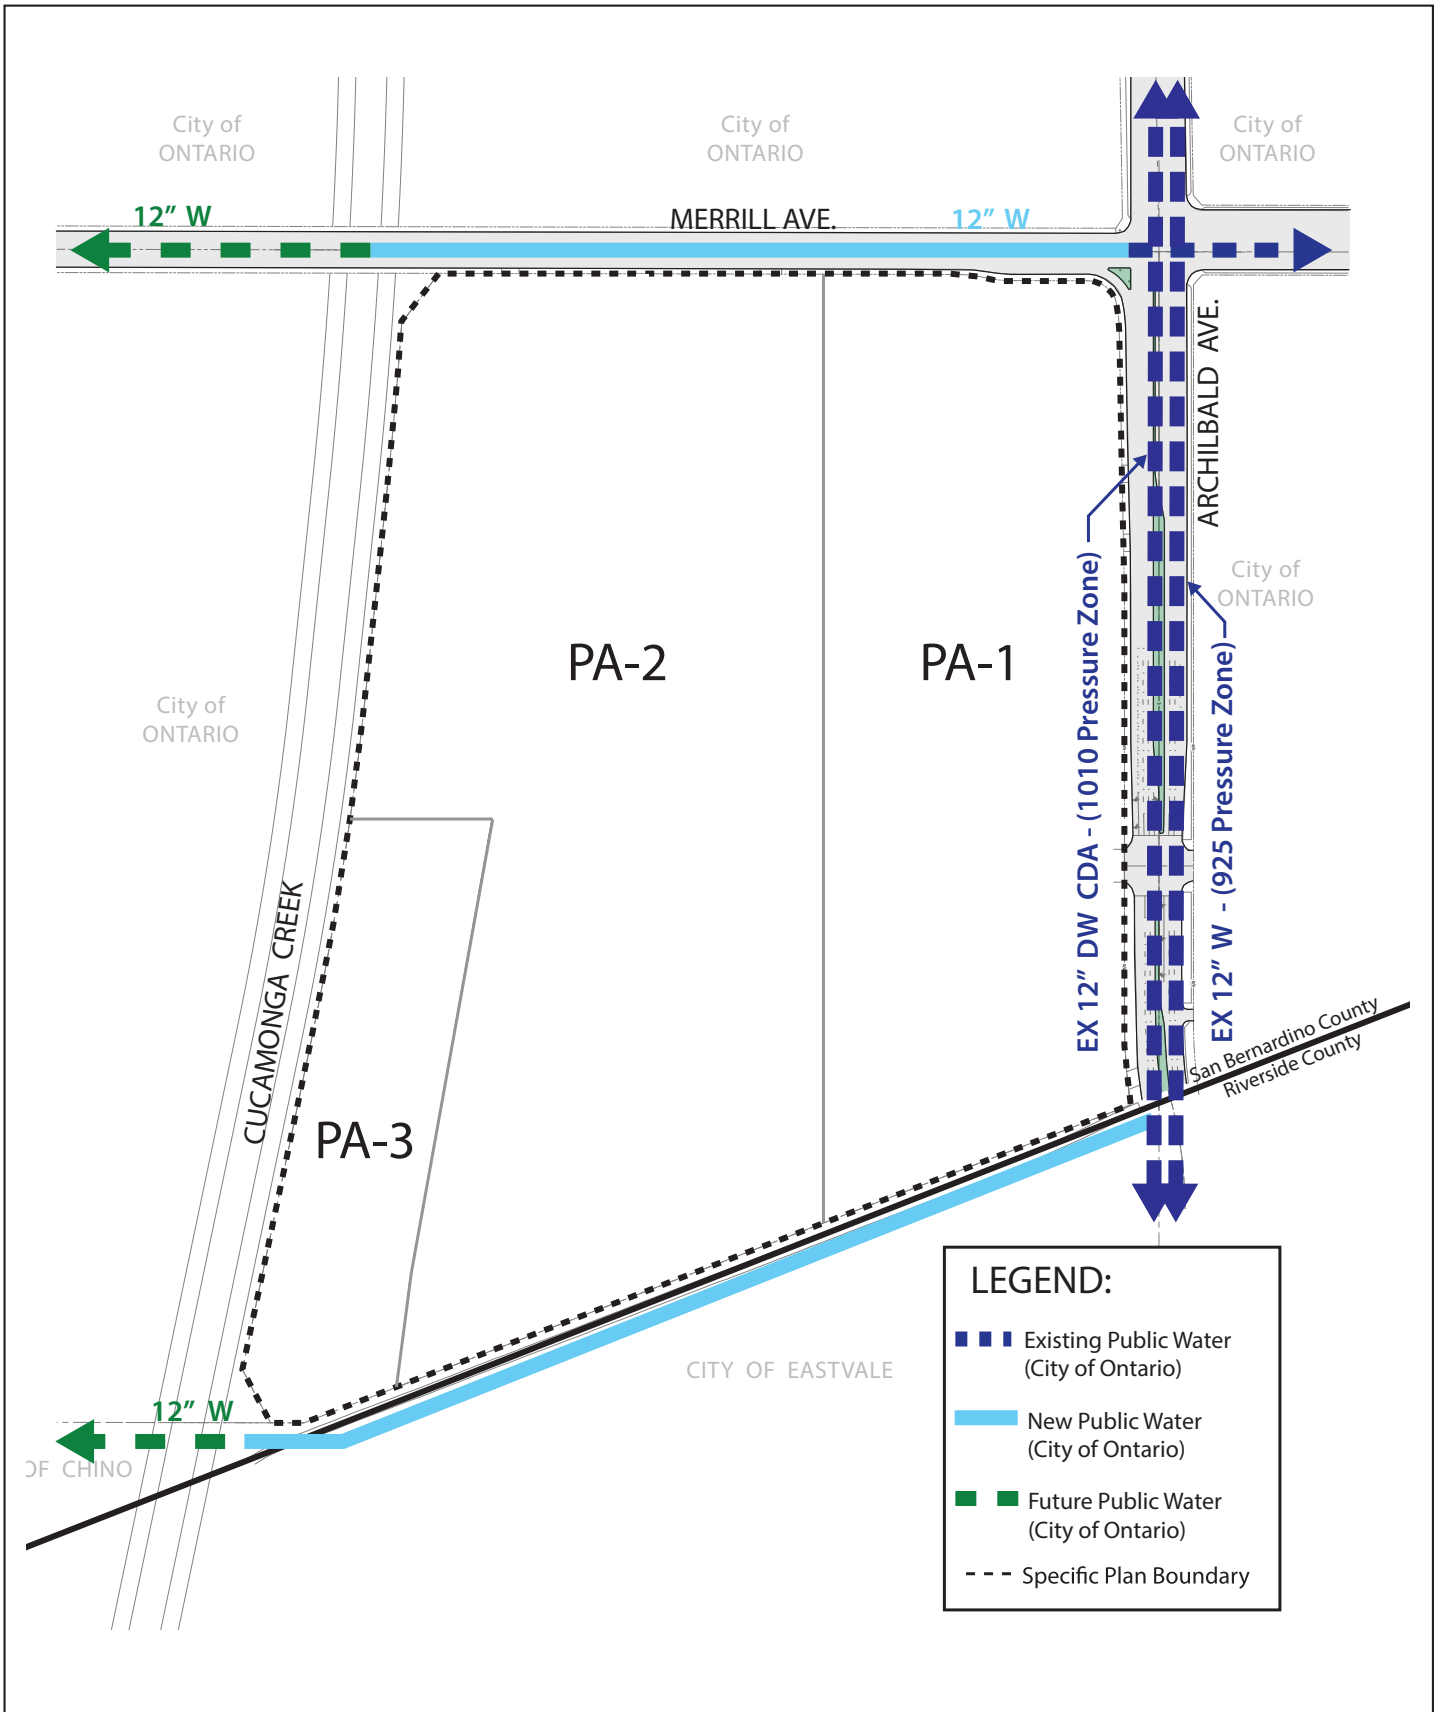 City of
ONTARIO
City of
ONTARIO
City of
ONTARIO
12" W
MERRILL AVE.
12" W
ARCHILBALD AVE.
EX 12" DW CDA - (1010 Pressure Zone)
EX 12" W - (925 Pressure Zone)
City of
ONTARIO
PA-2
PA-1
City of
ONTARIO
CUCAMONGA CREEK
PA-3
San Bernardino County
Riverside County
CITY OF EASTVALE
12" W
OF CHINO
LEGEND:
Existing Public Water
(City of Ontario)
New Public Water
(City of Ontario)
Future Public Water
(City of Ontario)
Specific Plan Boundary